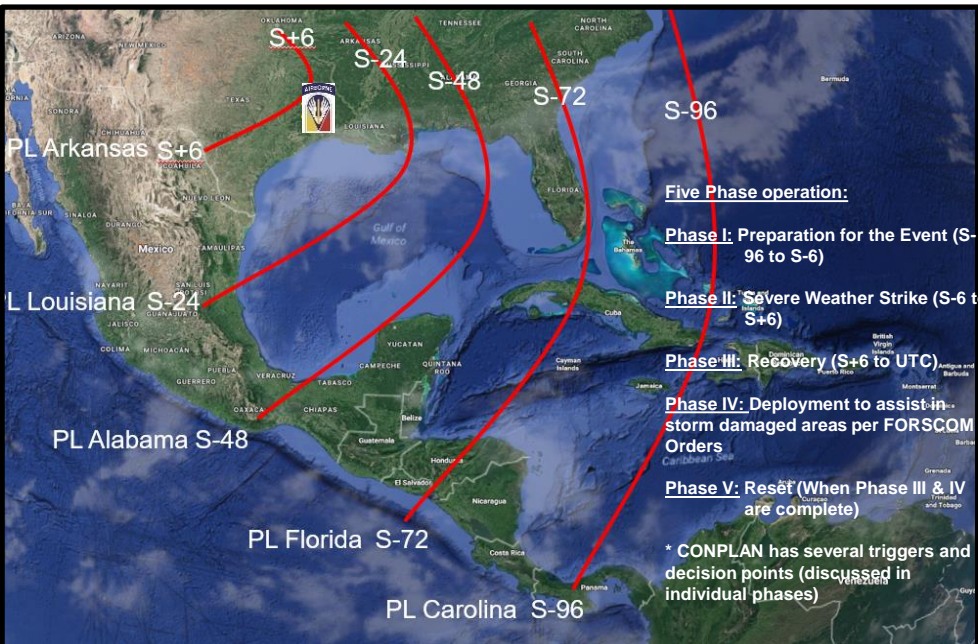 OKLAHOMA
TENNESSEE
NORTH
CAROLINA
ARIZONA
NEW MEXICO
S+6
ARKANSAS
S-24
MISSISSIPPI
S-48
ALABAMA
SOUTH
CAROLINA
GEORGIA
S-72
Bermuda
AIRBORNE
TEXAS
LOUISIANA
S-96
SONORA
CHIHUAHUA
PL Arkansas S+6
COAHUILA
FLORIDA
Five Phase operation:
SINALOA
NUEVO LEON
DURANGO
Gulf of
Mexico
Phase I: Preparation for the Event (S-
96 to S-6)
The
Bahamas
Mexico
TAMAULIPAS
NAYARIT
SAN LUIS
POTOSI
PL Louisiana S-24
GUANAJUATO
JALISCO
Phase II: Severe Weather Strike (S-6 to
S+6)
Cuba
COLIMA
MICHOACÁN
YUCATAN
British
Virgin
Islands
PUEBLA
VERACRUZ
CAMPECHE
QUINTANA
ROO
Cayman
Islands
Phase III: Recovery (S+6 to UTC)
Dominican
Puerto Rico
Antigua and
Barbuda
GUERRERO
TABASCO
Jamaica
Montserrat
OAXACA
CHIAPAS
Belize
Phase IV: Deployment to assist in
storm damaged areas per FORSCOM
Orders
PL Alabama S-48
Guatemala
Caribbean Sea
Honduras
El Salvador
Grenada
Phase V: Reset (When Phase III & IV
are complete)
Nicaragua
Curaçao
Trinidad
and Tobago
PL Florida S-72
* CONPLAN has several triggers and
decision points (discussed in
individual phases)
Costa Rica
Venezuela
Panama
PL Carolina S-96